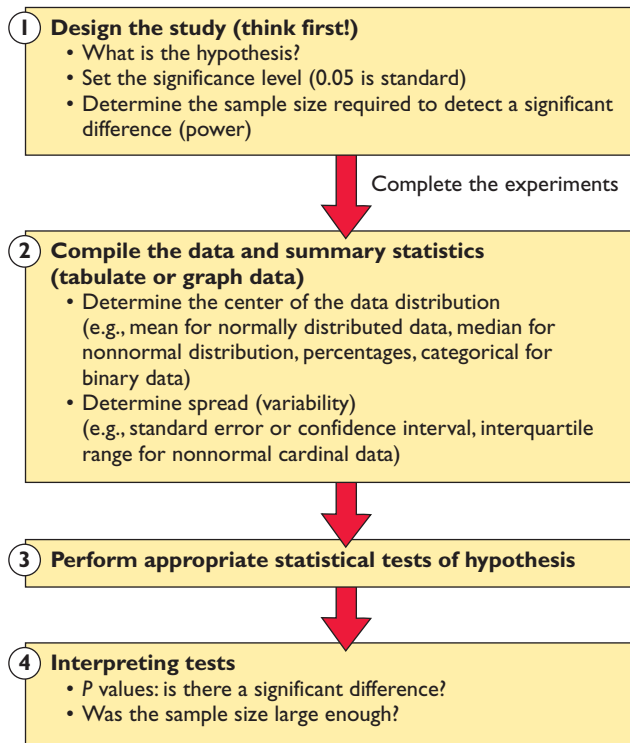 1 Design the study (think first!)
• What is the hypothesis?
• Set the significance level (0.05 is standard)
• Determine the sample size required to detect a significant
difference (power)
Complete the experiments
2 Compile the data and summary statistics
(tabulate or graph data)
• Determine the center of the data distribution
(e.g., mean for normally distributed data, median for
nonnormal distribution, percentages, categorical for
binary data)
• Determine spread (variability)
(e.g., standard error or confidence interval, interquartile
range for nonnormal cardinal data)
3 Perform appropriate statistical tests of hypothesis
4 Interpreting tests
• P values: is there a significant difference?
• Was the sample size large enough?